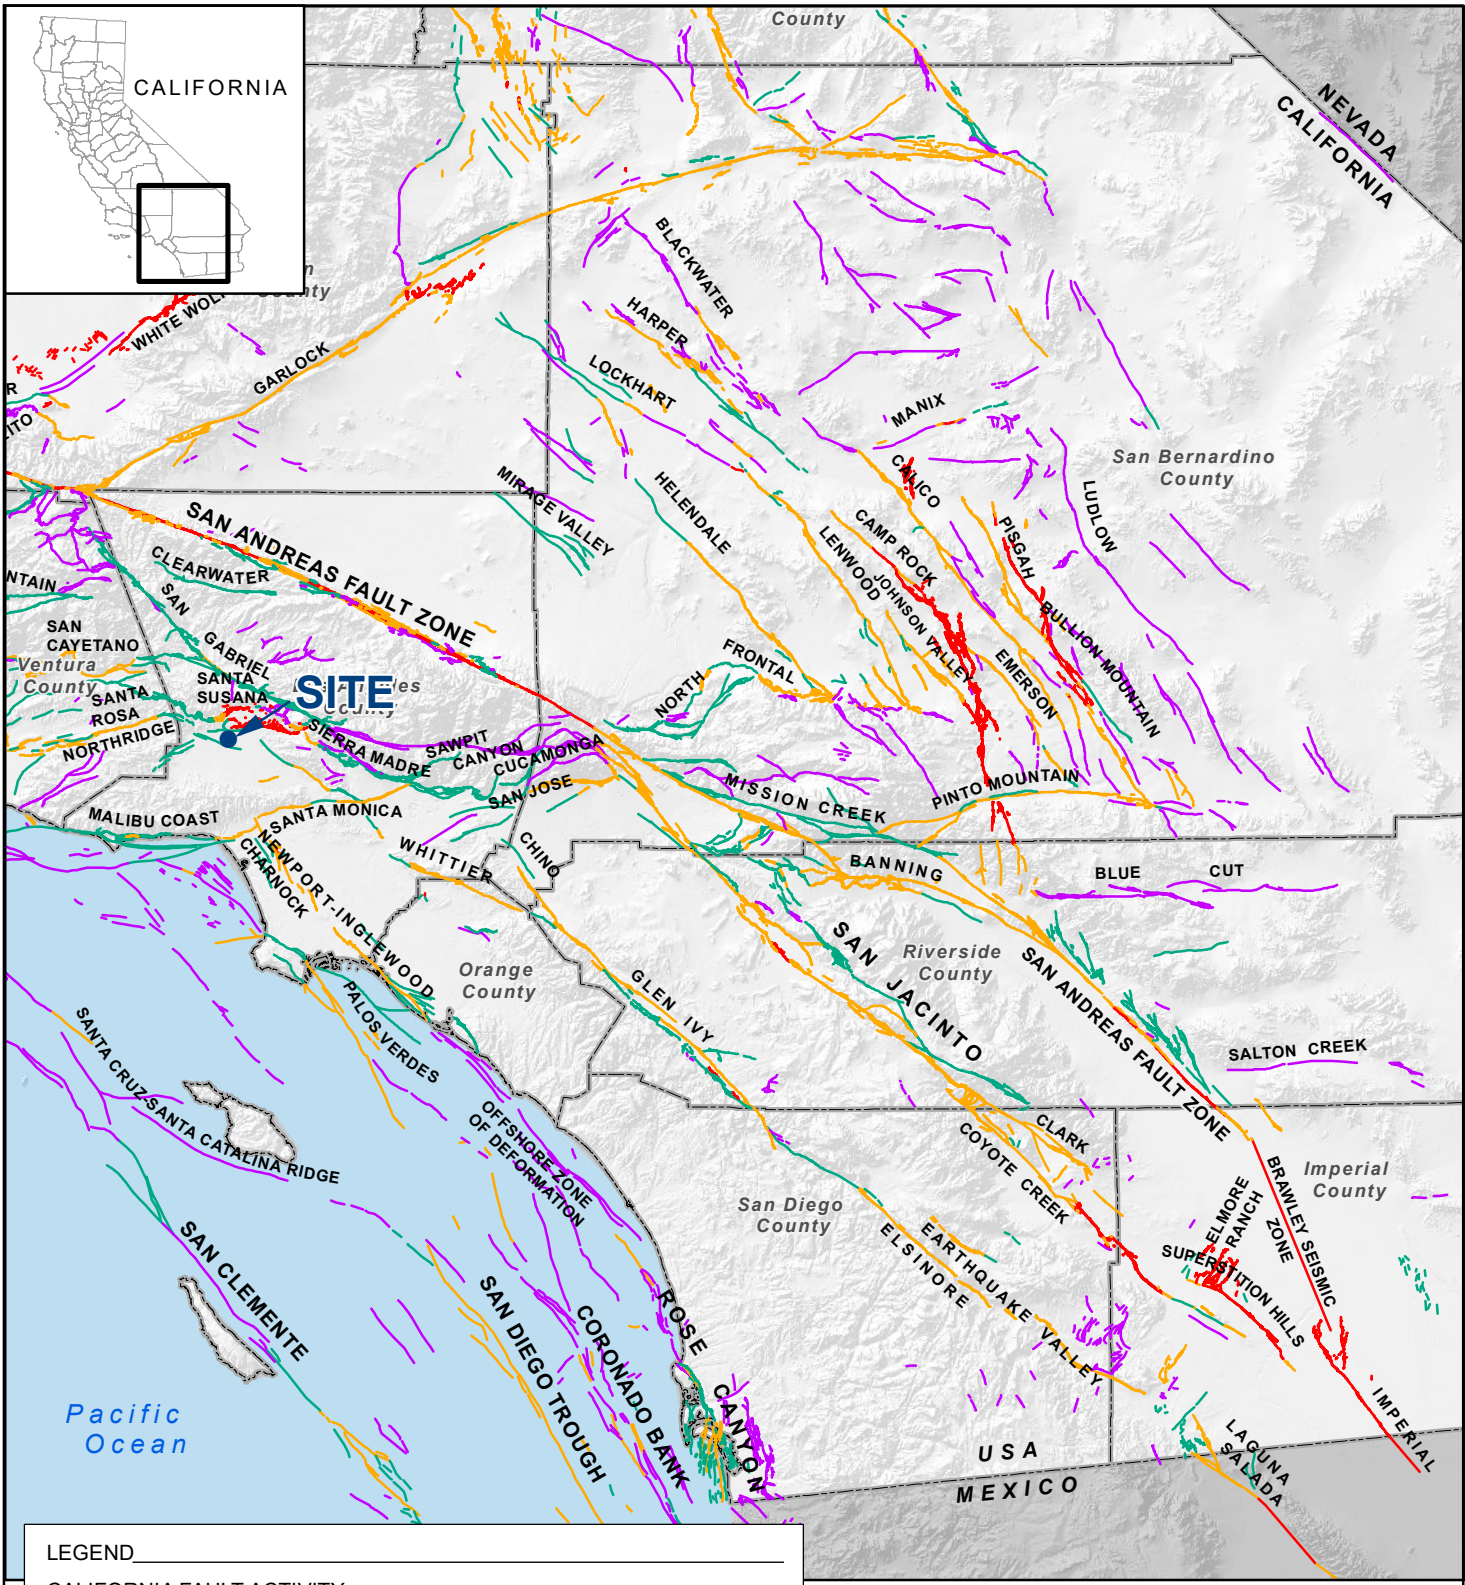 County
CALIFORNIA
NEVADA
CALIFORNIA
County
WHITE WOLF
BLACKWATER
HARPER
GARLOCK
LOCKHART
R
MANIX
San Bernardino
County
CALICO
LUDLOW
MIRAGE VALLEY
HELENDALE
SAN ANDREAS FAULT ZONE
CAMP ROCK
PISGAH
LENWOOD
CLEARWATER
JOHNSON VALLEY
NTAIN
SAN
GABRIEL
BULLION MOUNTAIN
SAN
CAYETANO
Ventura
County
FRONTAL
EMERSON
NORTH
SANTA
SUSANA
SITE
County
SANTA
ROSA
NORTHRIDGE
SIERRA MADRE
SAWPIT
CANYON
CUCAMONGA
SAN JOSE
MISSION CREEK
PINTO MOUNTAIN
MALIBU COAST
SANTA MONICA
WHITTIER
CHINO
NEWPORT-INGLEWOOD
CHARNOCK
BANNING
BLUE CUT
SAN JACINTO
Riverside
County
SAN ANDREAS FAULT ZONE
Orange
County
GLEN IVY
PALOS VERDES
SANTA CRUZ-SANTA CATALINA RIDGE
SALTON CREEK
OFFSHORE ZONE
OF DEFORMATION
CLARK
COYOTE CREEK
BRAWLEY SEISMIC
ZONE
Imperial
County
ELMORE
RANCH
San Diego
County
EARTHQUAKE VALLEY
ELSINORE
SUPERSTITION HILLS
SAN CLEMENTE
SAN DIEGO TROUGH
CORONADO BANK
ROSE CANYON
Pacific
Ocean
IMPERIAL
LAGUNA
SALADA
USA
MEXICO
LEGEND
CALIFORNIA FAULT ACTIVITY